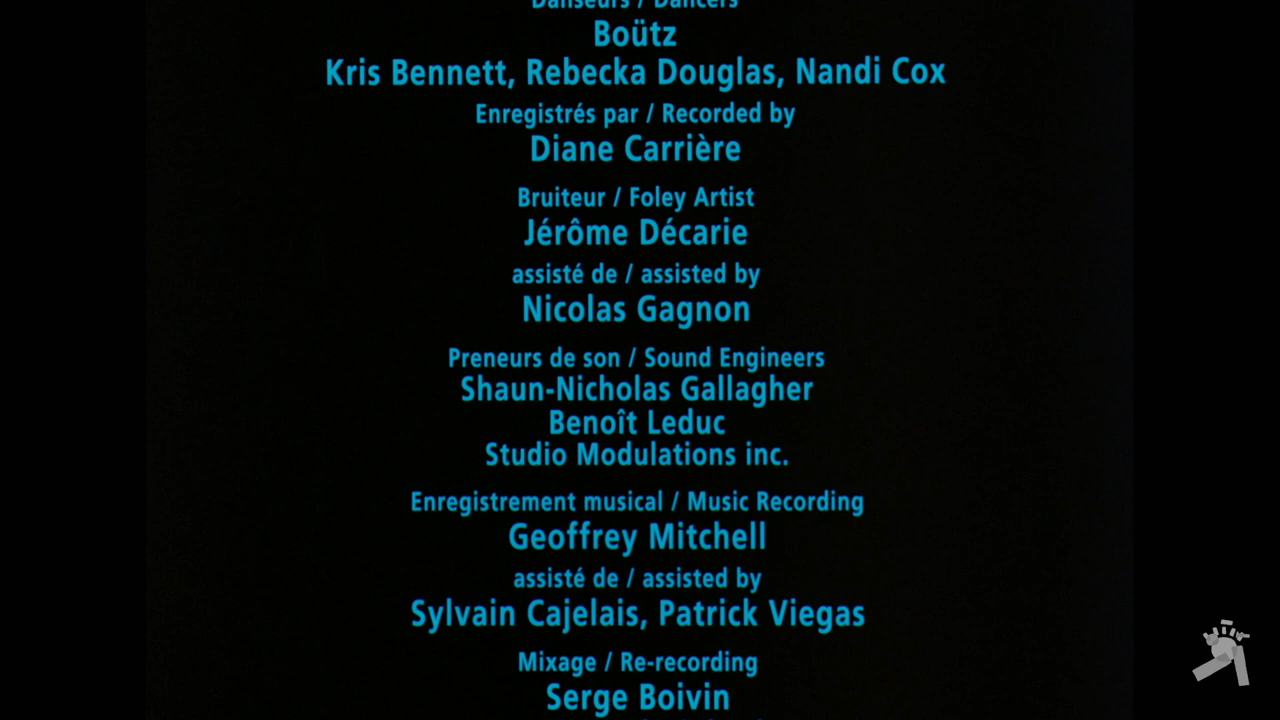 Danseurs / Dancers
Boütz
Kris Bennett, Rebecka Douglas, Nandi Cox
Enregistrés par / Recorded by
Diane Carrière
Bruiteur / Foley Artist
Jérôme Décarie
assisté de / assisted by
Nicolas Gagnon
Preneurs de son / Sound Engineers
Shaun-Nicholas Gallagher
Benoît Leduc
Studio Modulations inc.
Enregistrement musical / Music Recording
Geoffrey Mitchell
assisté de / assisted by
Sylvain Cajelais, Patrick Viegas
Mixage / Re-recording
Serge Boivin